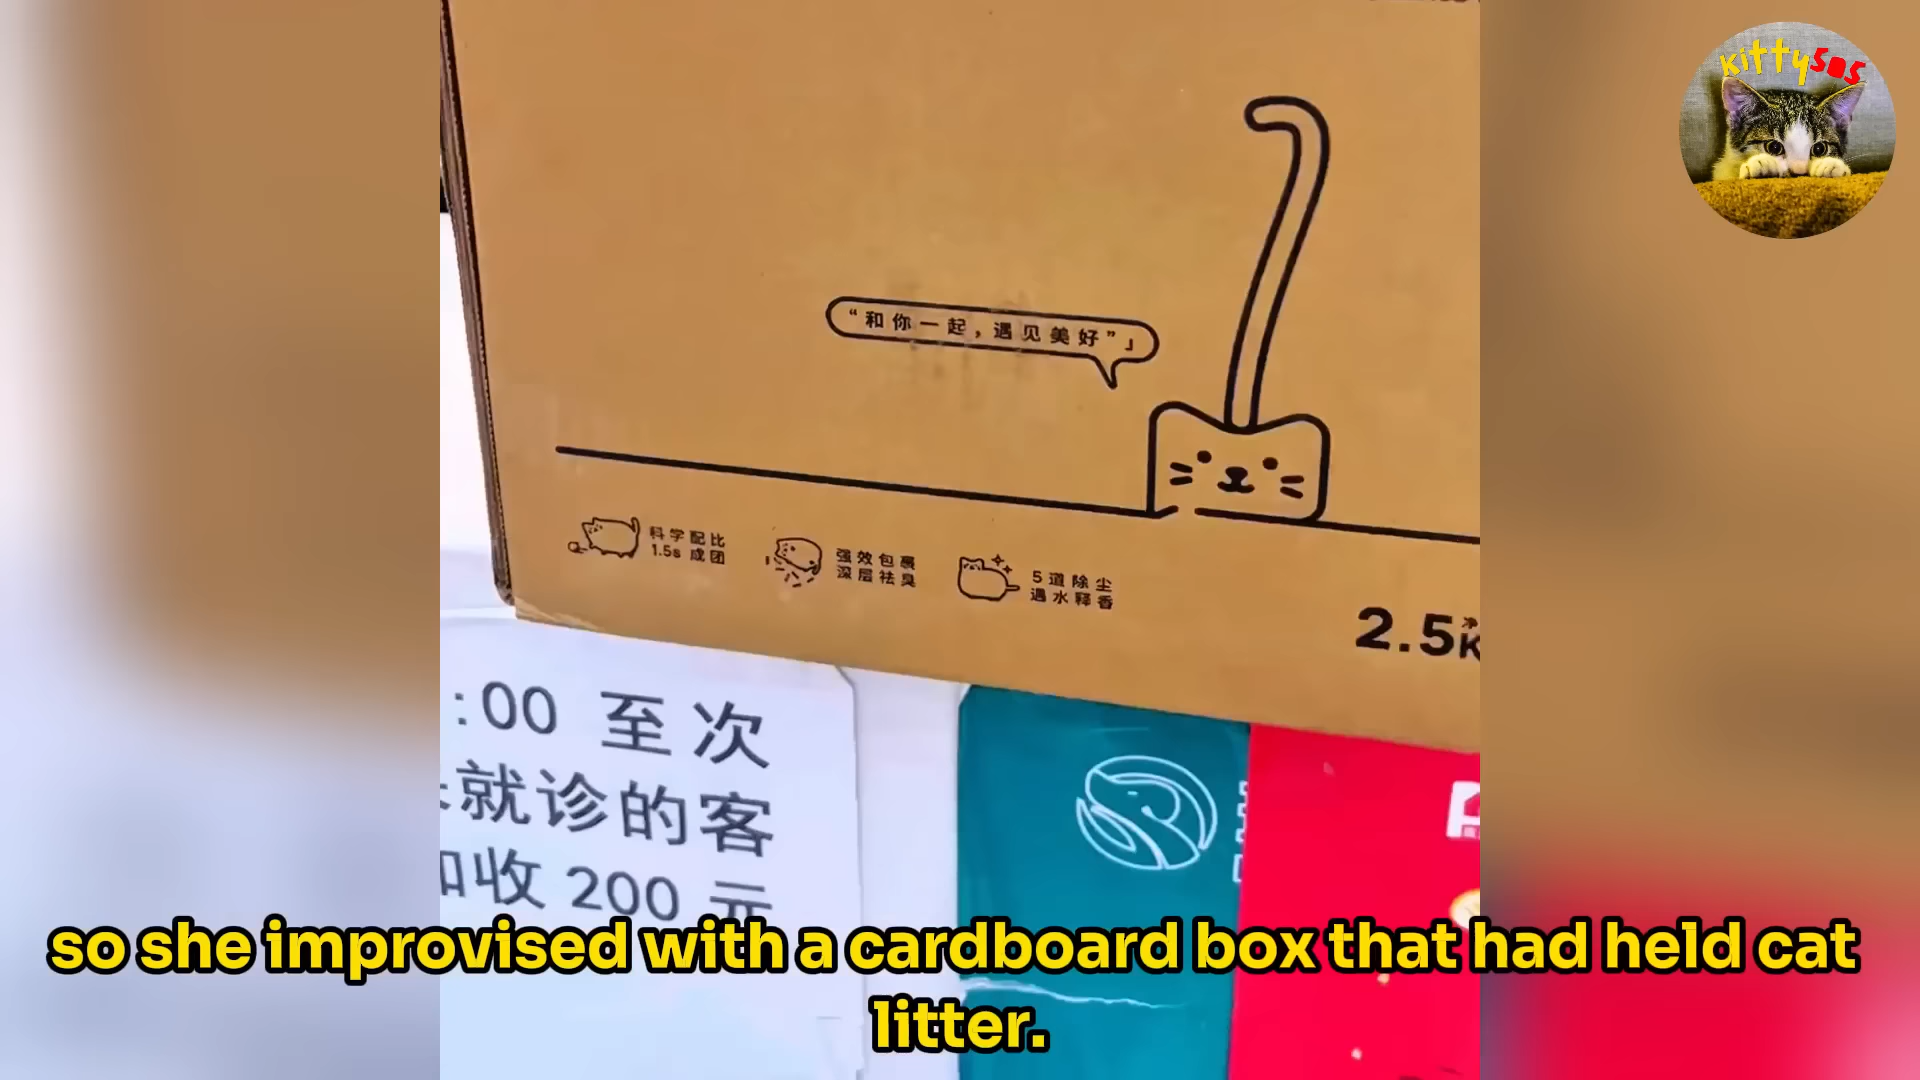 kittySOS
“和你一起，遇见美好”」
科学配比
1.5s 成团
强效包裹
深层祛臭
5道除尘
遇水释香
2.5
净
:00 至次
就诊的客
收 200 元
so she improvised with a cardboard box that had held cat
litter.